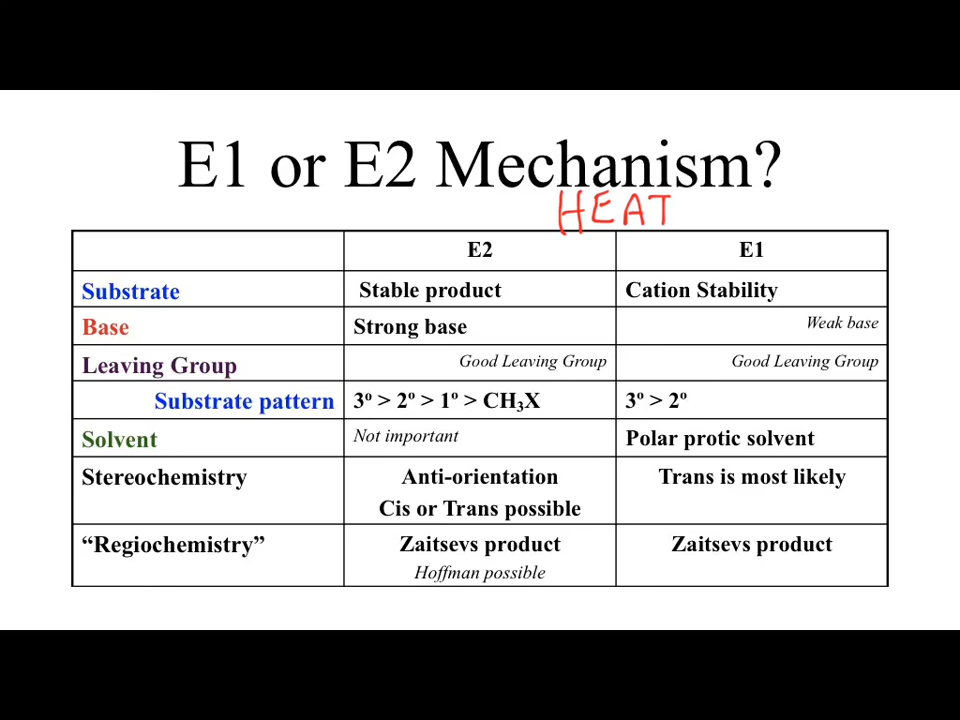 E1 or E2 Mechanism?
HEAT
E2 E1
Substrate Stable product Cation Stability
Base Strong base Weak base
Leaving Group Good Leaving Group Good Leaving Group
Substrate pattern 3º > 2º > 1º > CH₃X 3º > 2º
Solvent Not important Polar protic solvent
Stereochemistry Anti-orientation Trans is most likely
Cis or Trans possible
“Regiochemistry” Zaitsevs product Zaitsevs product
Hoffman possible